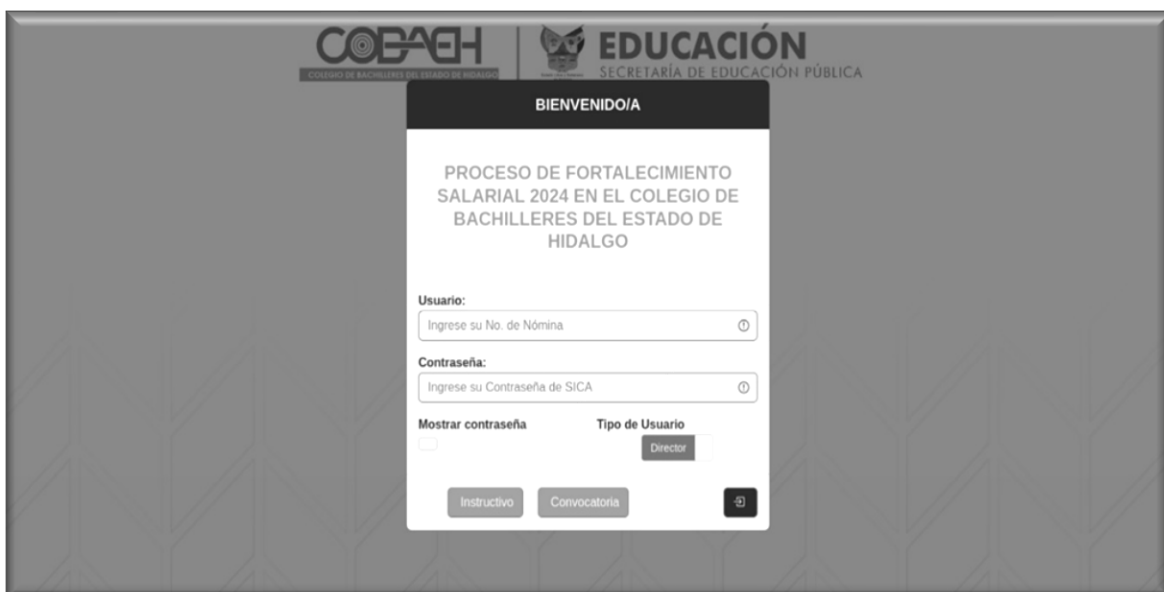 COBAEH
COLEGIO DE BACHILLERES DEL ESTADO DE HIDALGO
EDUCACIÓN
SECRETARÍA DE EDUCACIÓN PÚBLICA
BIENVENIDO/A
PROCESO DE FORTALECIMIENTO
SALARIAL 2024 EN EL COLEGIO DE
BACHILLERES DEL ESTADO DE
HIDALGO
Usuario:
Ingrese su No. de Nómina
Contraseña:
Ingrese su Contraseña de SICA
Mostrar contraseña
Tipo de Usuario
Director
Instructivo
Convocatoria